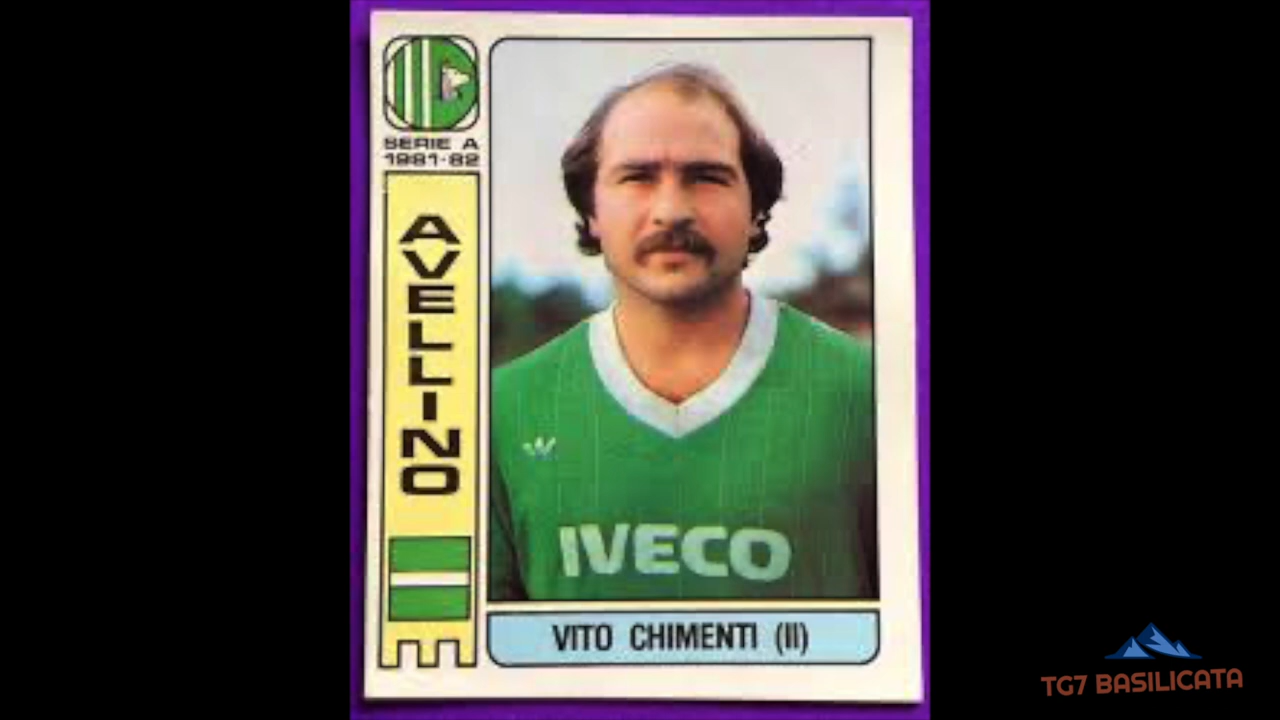 SERIE A
1981-82
AVELLINO
IVECO
VITO CHIMENTI (II)
TG7 BASILICATA